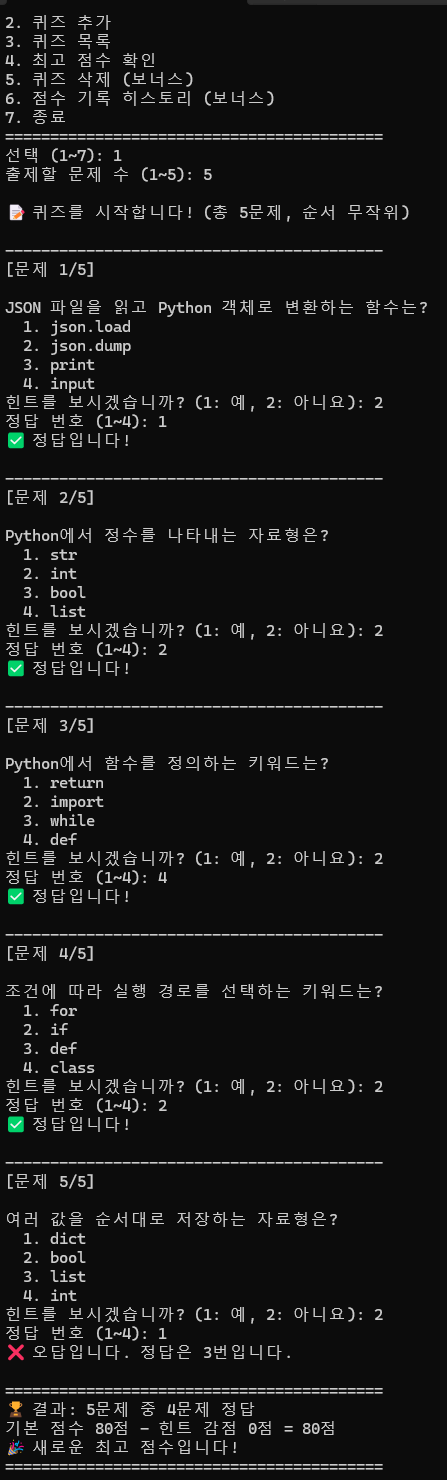 2. 퀴즈 추가
3. 퀴즈 목록
4. 최고 점수 확인
5. 퀴즈 삭제 (보너스)
6. 점수 기록 히스토리 (보너스)
7. 종료
==========================================
선택 (1~7): 1
출제할 문제 수 (1~5): 5
📝 퀴즈를 시작합니다! (총 5문제, 순서 무작위)
------------------------------------------
[문제 1/5]
JSON 파일을 읽고 Python 객체로 변환하는 함수는?
1. json.load
2. json.dump
3. print
4. input
힌트를 보시겠습니까? (1: 예, 2: 아니요): 2
정답 번호 (1~4): 1
✅ 정답입니다!
------------------------------------------
[문제 2/5]
Python에서 정수를 나타내는 자료형은?
1. str
2. int
3. bool
4. list
힌트를 보시겠습니까? (1: 예, 2: 아니요): 2
정답 번호 (1~4): 2
✅ 정답입니다!
------------------------------------------
[문제 3/5]
Python에서 함수를 정의하는 키워드는?
1. return
2. import
3. while
4. def
힌트를 보시겠습니까? (1: 예, 2: 아니요): 2
정답 번호 (1~4): 4
✅ 정답입니다!
------------------------------------------
[문제 4/5]
조건에 따라 실행 경로를 선택하는 키워드는?
1. for
2. if
3. def
4. class
힌트를 보시겠습니까? (1: 예, 2: 아니요): 2
정답 번호 (1~4): 2
✅ 정답입니다!
------------------------------------------
[문제 5/5]
여러 값을 순서대로 저장하는 자료형은?
1. dict
2. bool
3. list
4. int
힌트를 보시겠습니까? (1: 예, 2: 아니요): 2
정답 번호 (1~4): 1
❌ 오답입니다. 정답은 3번입니다.
==========================================
🏆 결과: 5문제 중 4문제 정답
기본 점수 80점 - 힌트 감점 0점 = 80점
🎉 새로운 최고 점수입니다!
==========================================